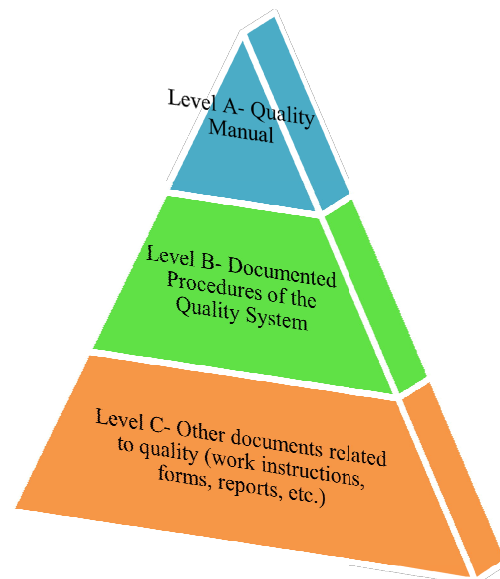 Level A- Quality
Manual
Level B- Documented
Procedures of the
Quality System
Level C- Other documents related
to quality (work instructions,
forms, reports, etc.)